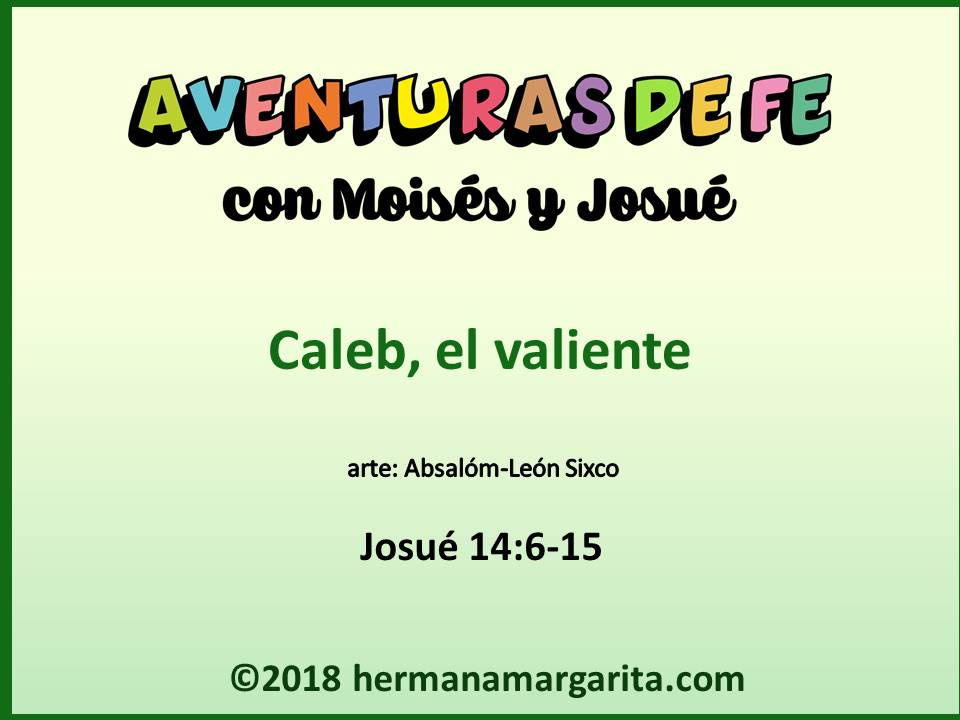 AVENTURAS DE FE
con Moisés y Josué
Caleb, el valiente
arte: Absalóm-León Sixco
Josué 14:6-15
©2018 hermanamargarita.com